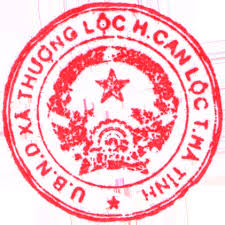 U.B.N.D XÃ THƯỢNG LỘC H.CAN LỘC T.HÀ TĨNH